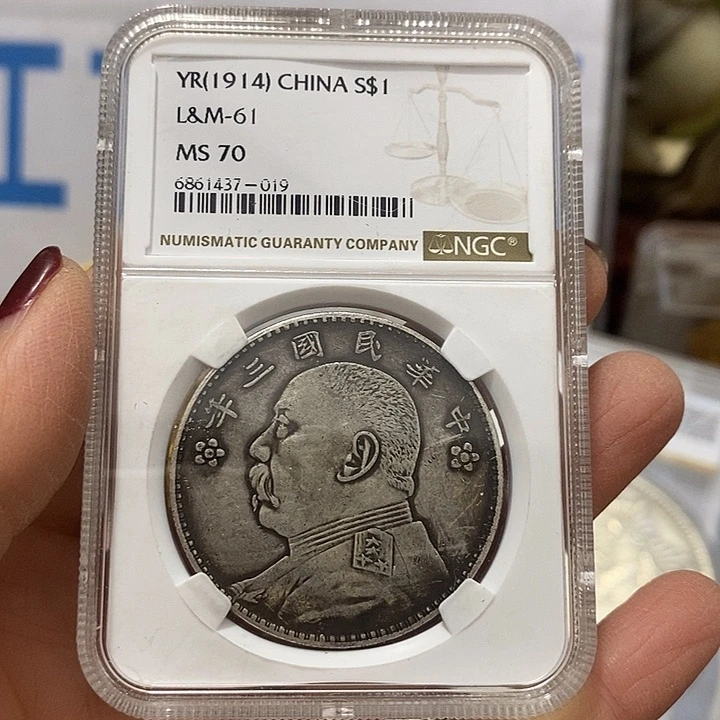 YR(1914) CHINA S$1
L&M-61
MS 70
6861437-019
NUMISMATIC GUARANTY COMPANY NGC®
中華民國三年